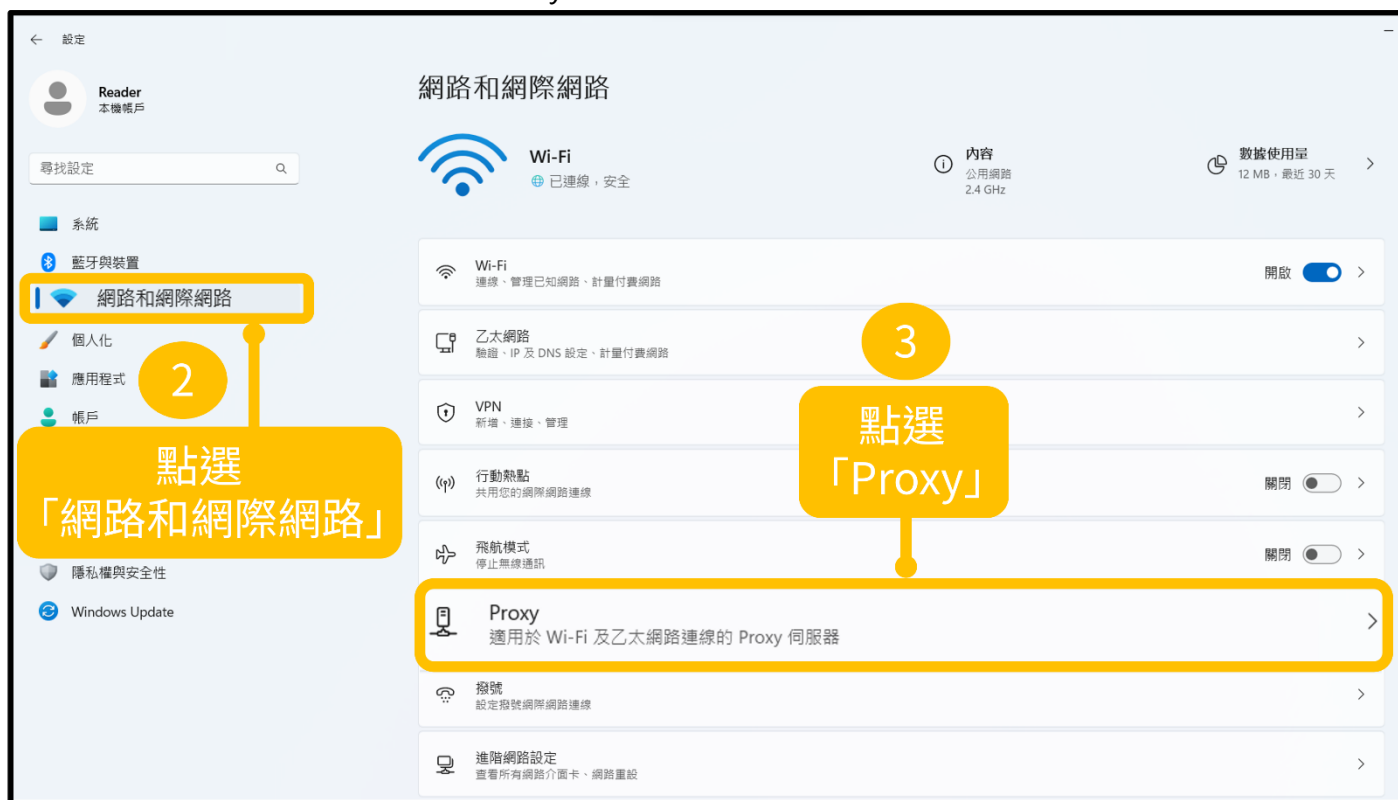 設定
Reader
本機帳戶
尋找設定
系統
藍牙與裝置
網路和網際網路
個人化
應用程式
帳戶
2
點選
「網路和網際網路」
隱私權與安全性
Windows Update
網路和網際網路
Wi-Fi
已連線，安全
內容
公用網路
2.4 GHz
數據使用量
12 MB，最近 30 天
Wi-Fi
連線、管理已知網路、計量付費網路
開啟
乙太網路
驗證、IP 及 DNS 設定、計量付費網路
3
點選
「Proxy」
VPN
新增、連接、管理
行動熱點
共用您的網際網路連線
關閉
飛航模式
停止無線通訊
關閉
Proxy
適用於 Wi-Fi 及乙太網路連線的 Proxy 伺服器
撥號
設定撥號網際網路連線
進階網路設定
查看所有網路介面卡、網路重設